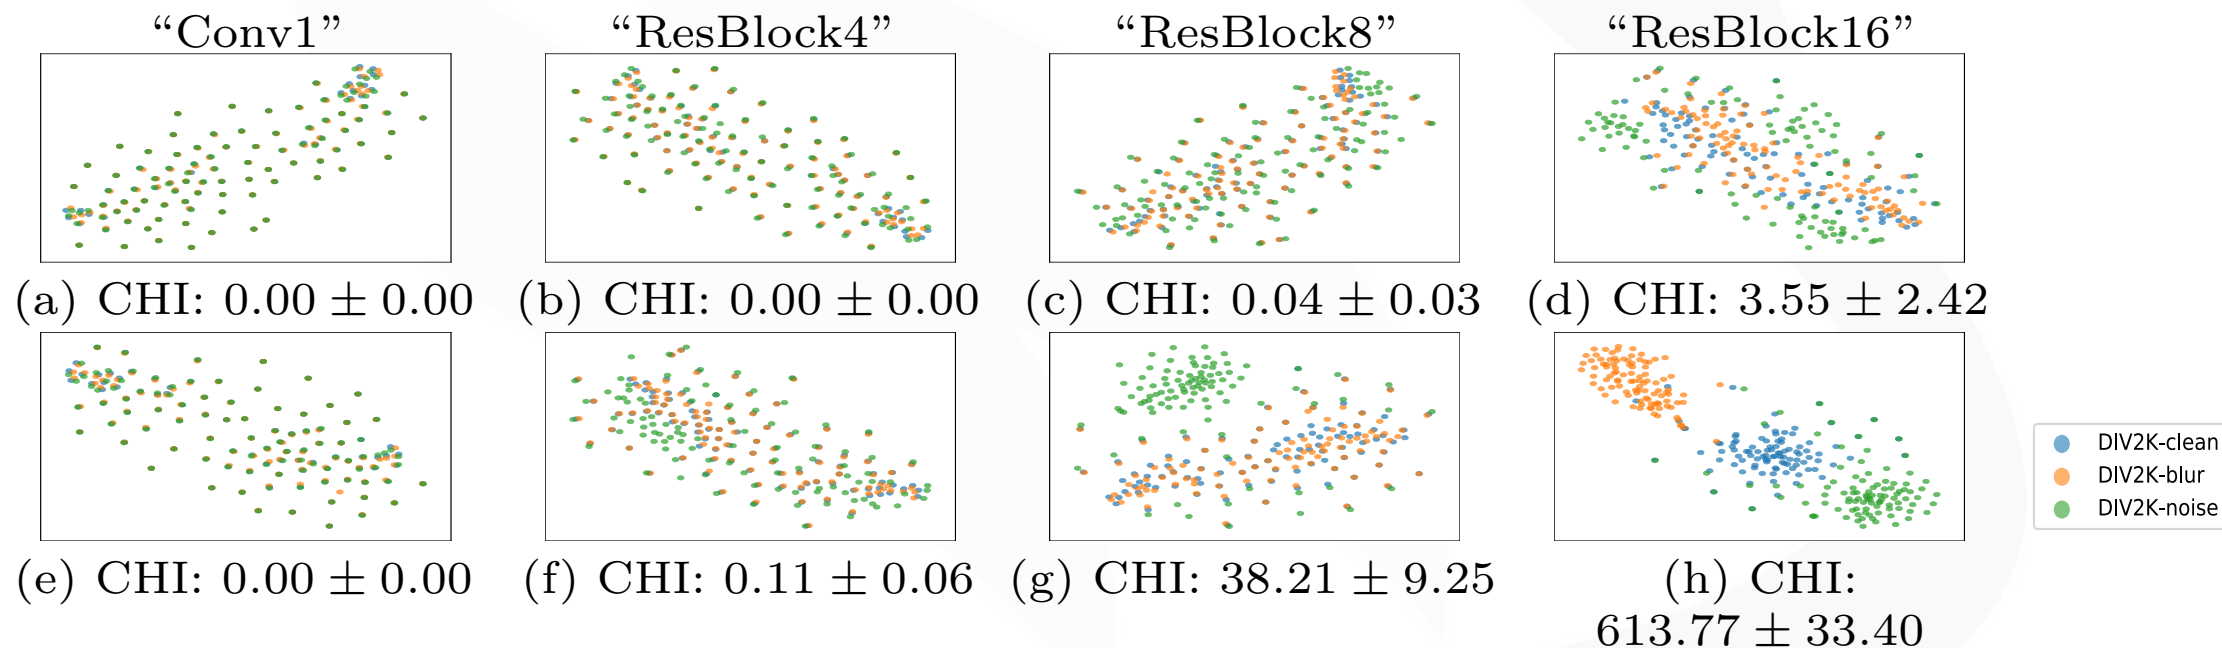 “Conv1” “ResBlock4” “ResBlock8” “ResBlock16”
(a) CHI: 0.00 ± 0.00 (b) CHI: 0.00 ± 0.00 (c) CHI: 0.04 ± 0.03 (d) CHI: 3.55 ± 2.42
DIV2K-clean
DIV2K-blur
DIV2K-noise
(e) CHI: 0.00 ± 0.00 (f) CHI: 0.11 ± 0.06 (g) CHI: 38.21 ± 9.25 (h) CHI:
613.77 ± 33.40